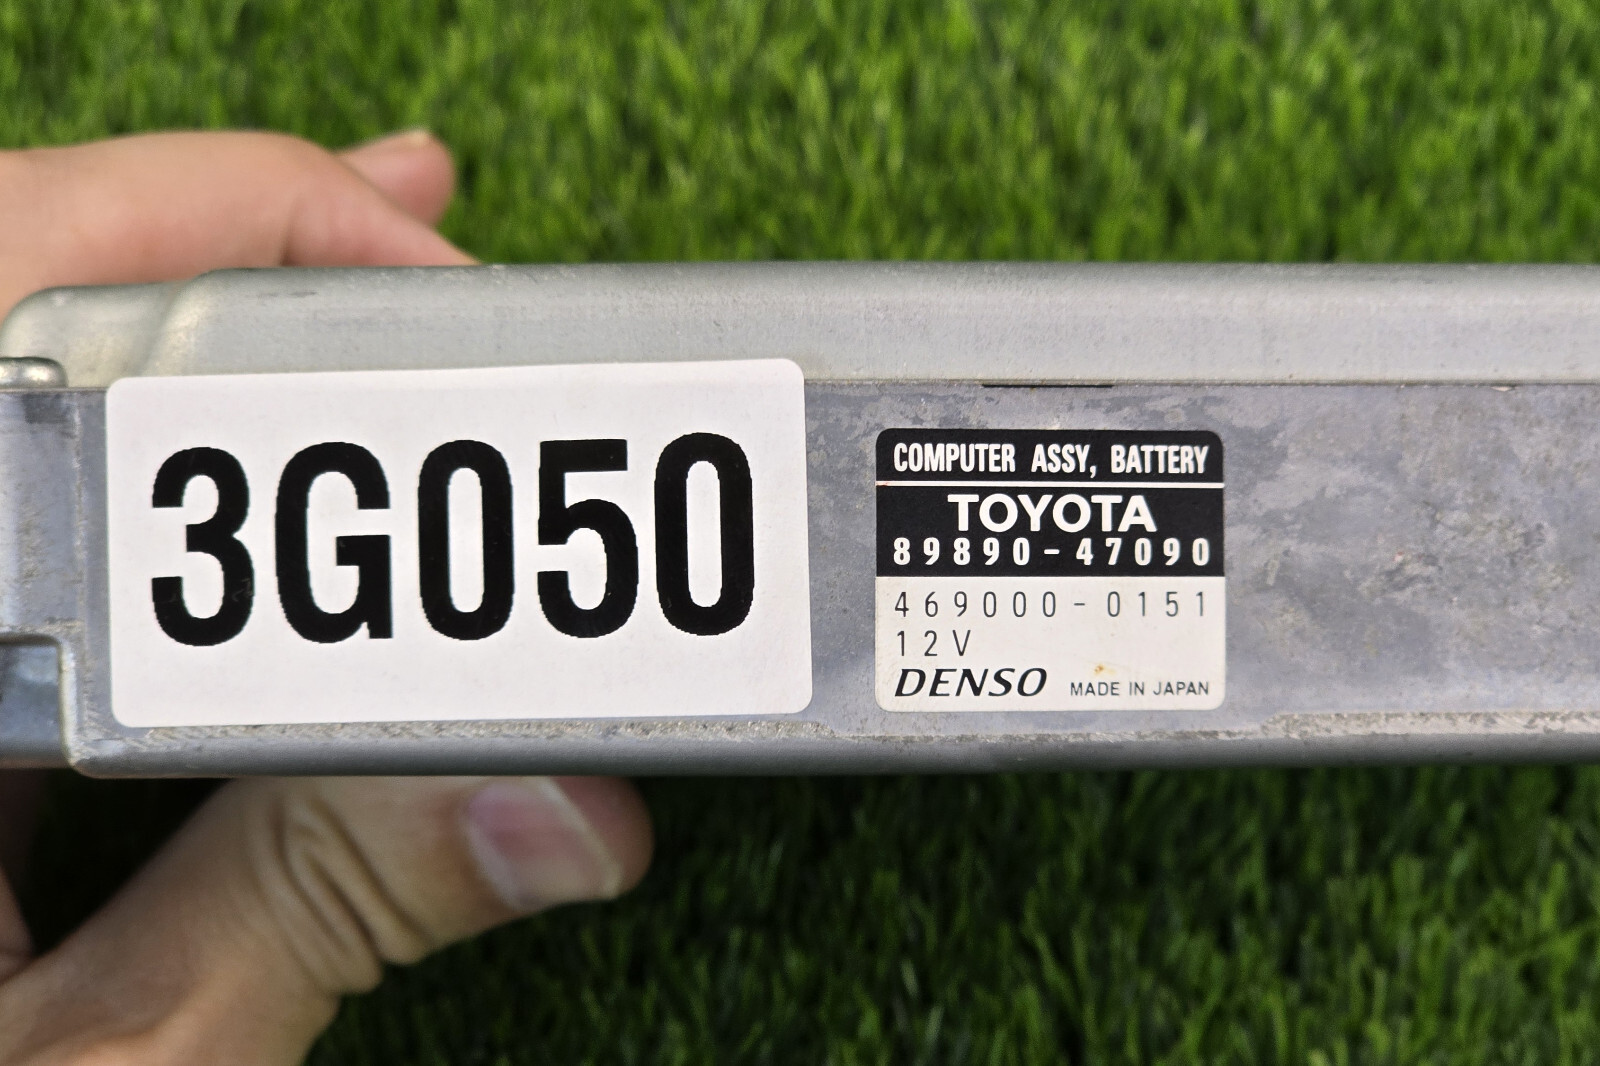 3G050
COMPUTER ASSY, BATTERY
TOYOTA
89890-47090
469000-0151
12V
DENSO MADE IN JAPAN